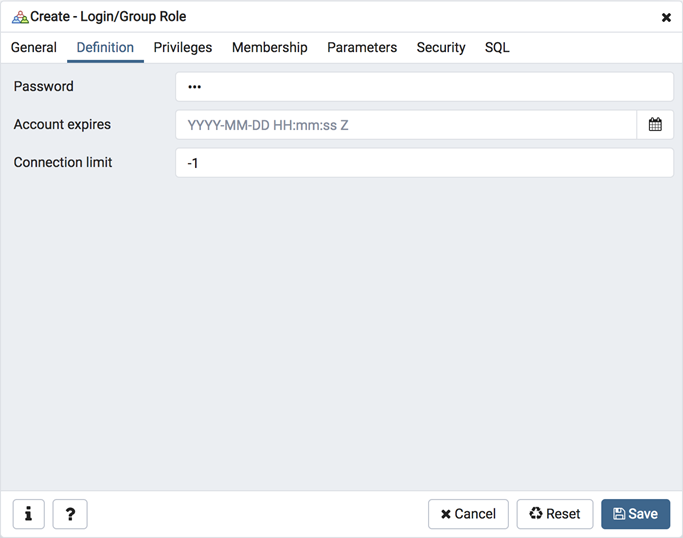 Create - Login/Group Role
General Definition Privileges Membership Parameters Security SQL
Password •••
Account expires YYYY-MM-DD HH:mm:ss Z
Connection limit -1
i ? Cancel Reset Save